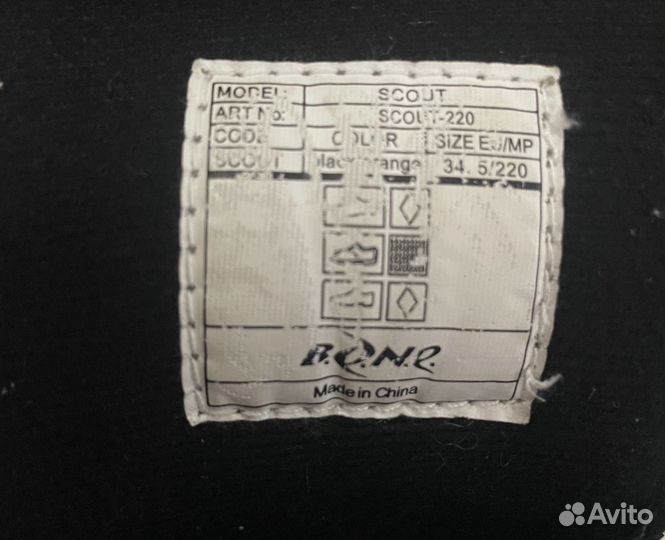 MODEL: SCOUT
ART No: SCOUT-220
CODE COLOR SIZE EU/MP
SCOUT black orange 34. 5/220
Made in China
Avito